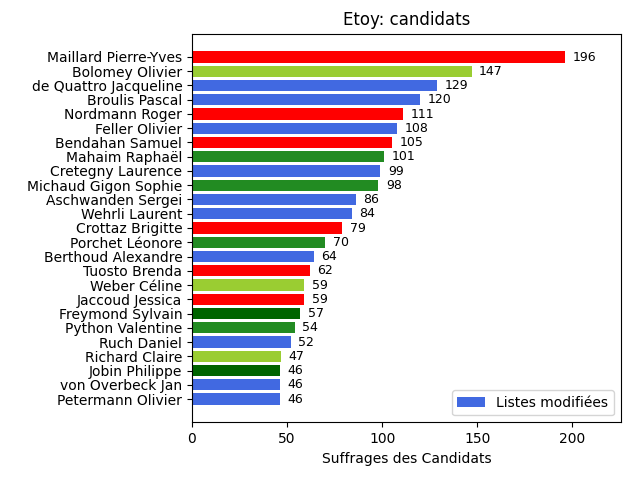 Etoy: candidats
Maillard Pierre-Yves 196
Bolomey Olivier 147
de Quattro Jacqueline 129
Broulis Pascal 120
Nordmann Roger 111
Feller Olivier 108
Bendahan Samuel 105
Mahaim Raphaël 101
Cretegny Laurence 99
Michaud Gigon Sophie 98
Aschwanden Sergei 86
Wehrli Laurent 84
Crottaz Brigitte 79
Porchet Léonore 70
Berthoud Alexandre 64
Tuosto Brenda 62
Weber Céline 59
Jaccoud Jessica 59
Freymond Sylvain 57
Python Valentine 54
Ruch Daniel 52
Richard Claire 47
Jobin Philippe 46
von Overbeck Jan 46
Petermann Olivier 46
Listes modifiées
0 50 100 150 200
Suffrages des Candidats